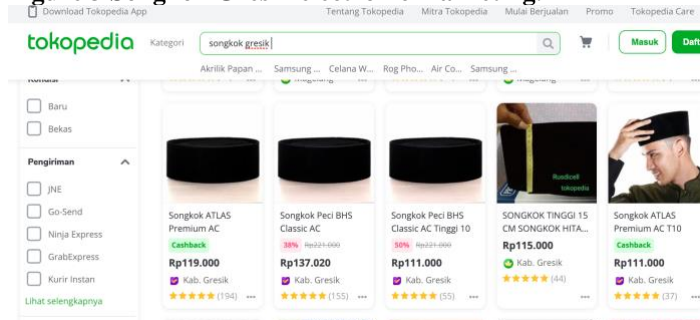 Download Tokopedia App
Tentang Tokopedia Mitra Tokopedia Mulai Berjualan Promo Tokopedia Care
tokopedia
Kategori
songkok gresik
Masuk
Daft
Akrilik Papan ... Samsung ... Celana W... Rog Pho... Air Co... Samsung ...
Kondisi
Baru
Bekas
Pengiriman
JNE
Go-Send
Ninja Express
GrabExpress
Kurir Instan
Lihat selengkapnya
Songkok ATLAS
Premium AC
Cashback
Rp119.000
Kab. Gresik
(194)
Songkok Peci BHS
Classic AC
38% Rp221.000
Rp137.020
Kab. Gresik
(155)
Songkok Peci BHS
Classic AC Tinggi 10
50% Rp221.000
Rp111.000
Kab. Gresik
(55)
Rusdicell
tokopedia
SONGKOK TINGGI 15
CM SONGKOK HITA...
Rp115.000
Kab. Gresik
(44)
Songkok ATLAS
Premium AC T10
Cashback
Rp111.000
Kab. Gresik
(37)